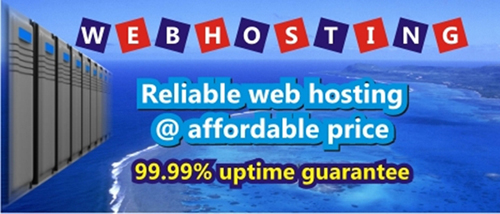 WEBHOSTING
Reliable web hosting
@ affordable price
99.99% uptime guarantee